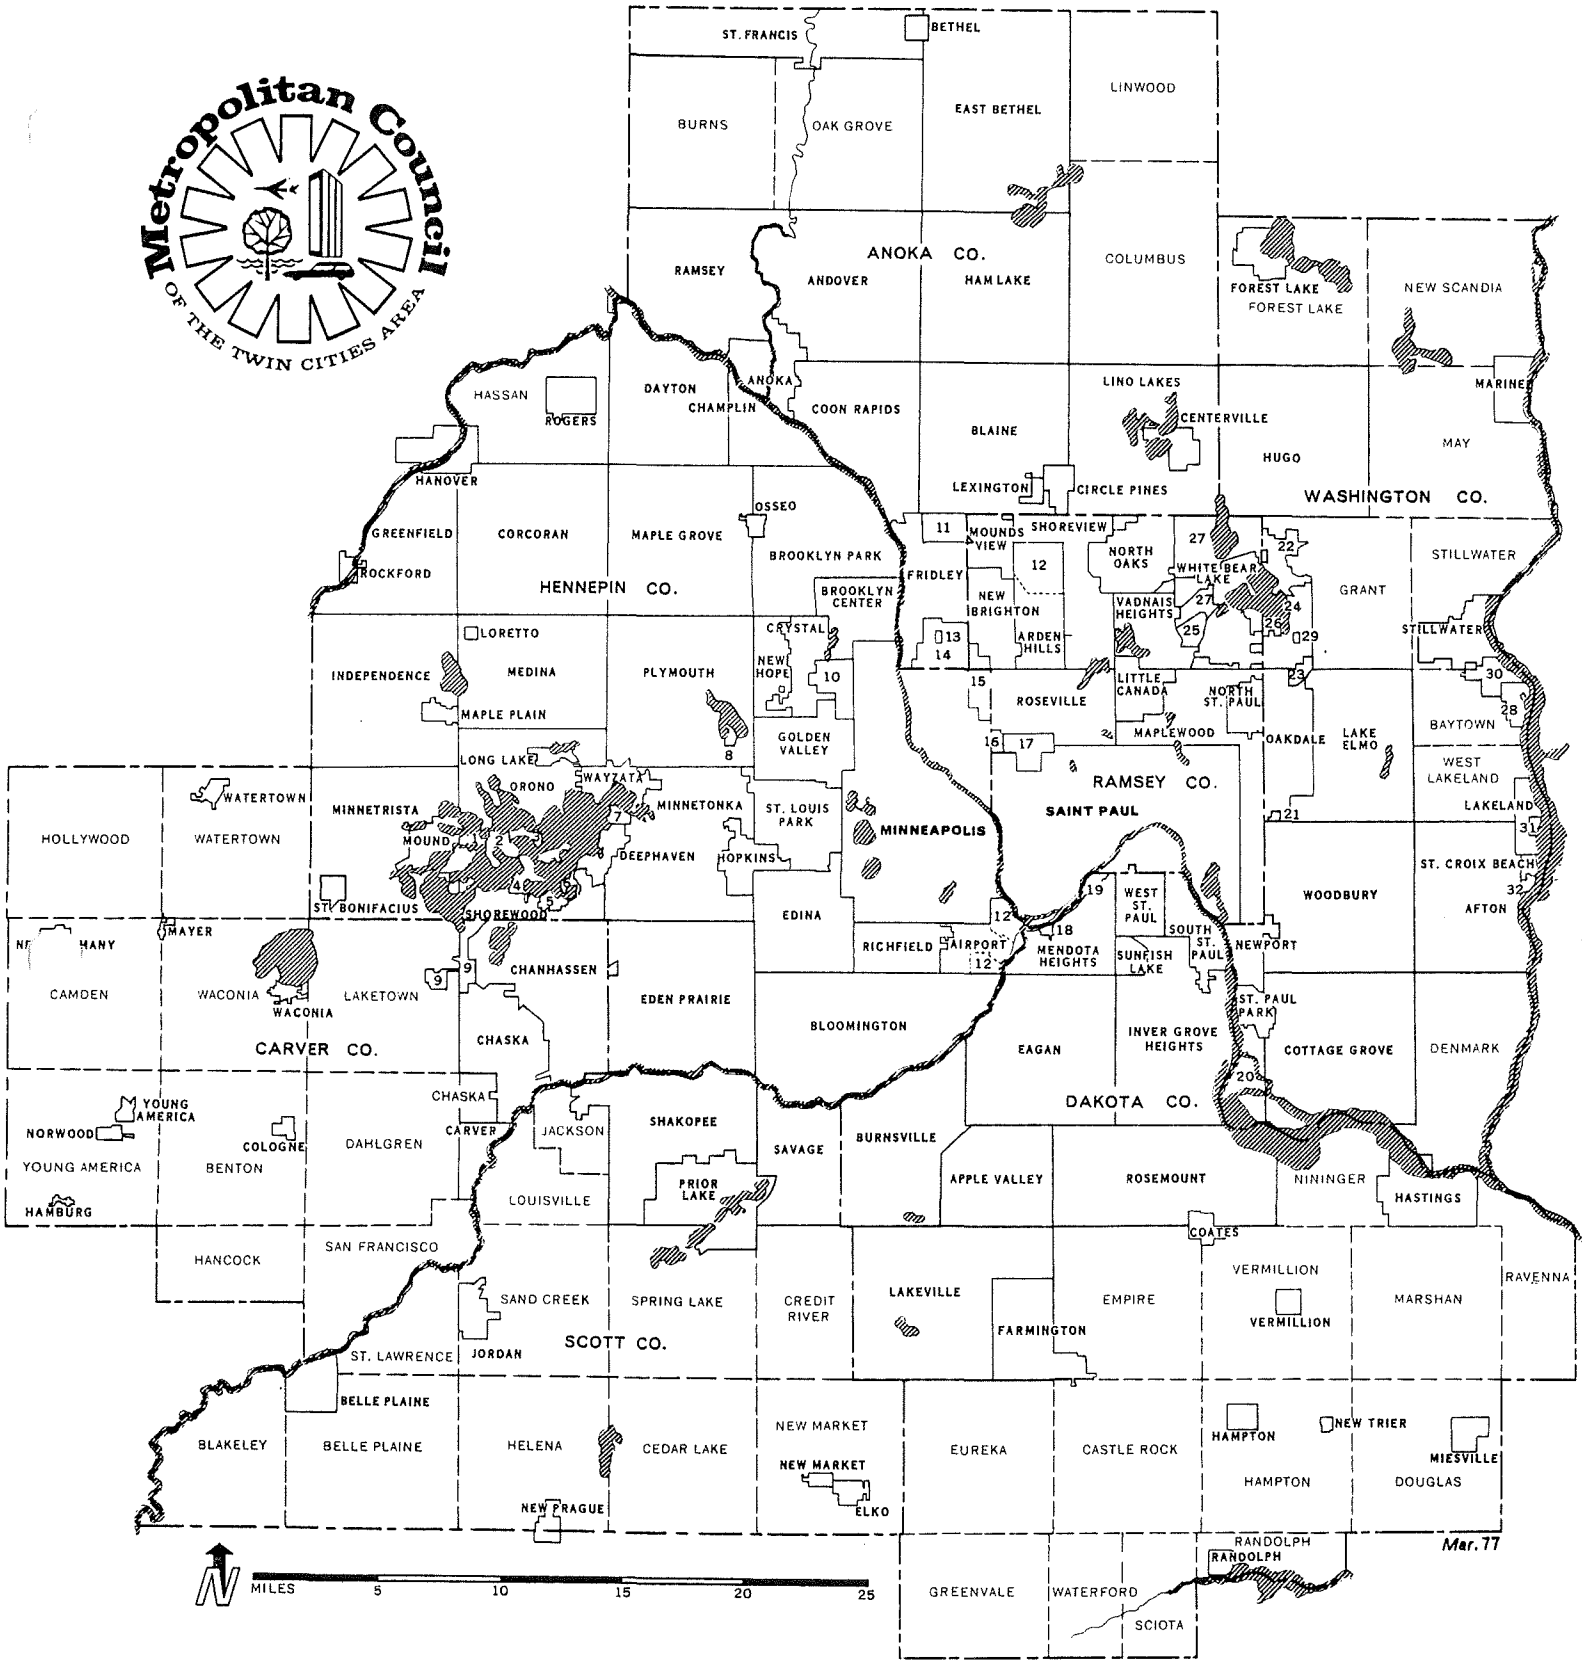 Metropolitan Council
OF THE TWIN CITIES AREA
ST. FRANCIS
BETHEL
LINWOOD
EAST BETHEL
BURNS
OAK GROVE
ANOKA CO.
COLUMBUS
RAMSEY
ANDOVER
HAM LAKE
FOREST LAKE
FOREST LAKE
NEW SCANDIA
LINO LAKES
MARINE
HASSAN
DAYTON
ANOKA
CHAMPLIN
COON RAPIDS
CENTERVILLE
ROGERS
BLAINE
MAY
HUGO
HANOVER
LEXINGTON
CIRCLE PINES
WASHINGTON CO.
OSSEO
GREENFIELD
CORCORAN
MAPLE GROVE
11
MOUNDS
VIEW
SHOREVIEW
27
22
NORTH
OAKS
STILLWATER
BROOKLYN PARK
12
WHITE BEAR
LAKE
ROCKFORD
FRIDLEY
HENNEPIN CO.
BROOKLYN
CENTER
NEW
BRIGHTON
VADNAIS
HEIGHTS
27
24
GRANT
LORETTO
CRYSTAL
13
14
ARDEN
HILLS
25
26
29
STILLWATER
INDEPENDENCE
MEDINA
PLYMOUTH
NEW
HOPE
10
15
ROSEVILLE
LITTLE
CANADA
NORTH
ST. PAUL
23
30
28
MAPLE PLAIN
BAYTOWN
GOLDEN
VALLEY
16
17
MAPLEWOOD
OAKDALE
LAKE
ELMO
8
LONG LAKE
WEST
LAKELAND
ORONO
WAYZATA
RAMSEY CO.
WATERTOWN
MINNETRISTA
MINNETONKA
ST. LOUIS
PARK
SAINT PAUL
LAKELAND
HOLLYWOOD
WATERTOWN
MOUND
1
2
3
7
MINNEAPOLIS
21
31
DEEPHAVEN
HOPKINS
ST. CROIX BEACH
4
5
6
19
WEST
ST.
PAUL
WOODBURY
32
ST. BONIFACIUS
SHOREWOOD
EDINA
12
AFTON
MAYER
18
SOUTH
ST.
PAUL
NEWPORT
HANY
RICHFIELD
AIRPORT
12
MENDOTA
HEIGHTS
SUNFISH
LAKE
9
9
CHANHASSEN
CAMDEN
WACONIA
LAKETOWN
EDEN PRAIRIE
ST. PAUL
PARK
WACONIA
BLOOMINGTON
CARVER CO.
CHASKA
EAGAN
INVER GROVE
HEIGHTS
COTTAGE GROVE
DENMARK
20
CHASKA
DAKOTA CO.
YOUNG
AMERICA
NORWOOD
CARVER
JACKSON
SHAKOPEE
SAVAGE
BURNSVILLE
COLOGNE
DAHLGREN
YOUNG AMERICA
BENTON
PRIOR
LAKE
APPLE VALLEY
ROSEMOUNT
NININGER
HASTINGS
LOUISVILLE
HAMBURG
COATES
HANCOCK
SAN FRANCISCO
VERMILLION
RAVENNA
SAND CREEK
SPRING LAKE
CREDIT
RIVER
LAKEVILLE
EMPIRE
MARSHAN
VERMILLION
FARMINGTON
SCOTT CO.
ST. LAWRENCE
JORDAN
BELLE PLAINE
NEW MARKET
HAMPTON
NEW TRIER
BLAKELEY
BELLE PLAINE
HELENA
CEDAR LAKE
EUREKA
CASTLE ROCK
MIESVILLE
NEW MARKET
HAMPTON
DOUGLAS
NEW PRAGUE
ELKO
Mar. 77
RANDOLPH
RANDOLPH
N
MILES 5 10 15 20 25
GREENVALE
WATERFORD
SCIOTA